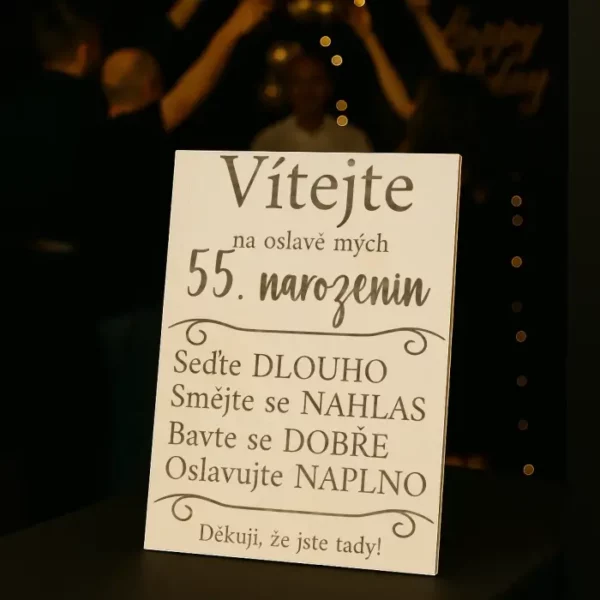 Happy
Vítejte
na oslavě mých
55. narozenin
Seďte DLOUHO
Smějte se NAHLAS
Bavte se DOBŘE
Oslavujte NAPLNO
Děkuji, že jste tady!